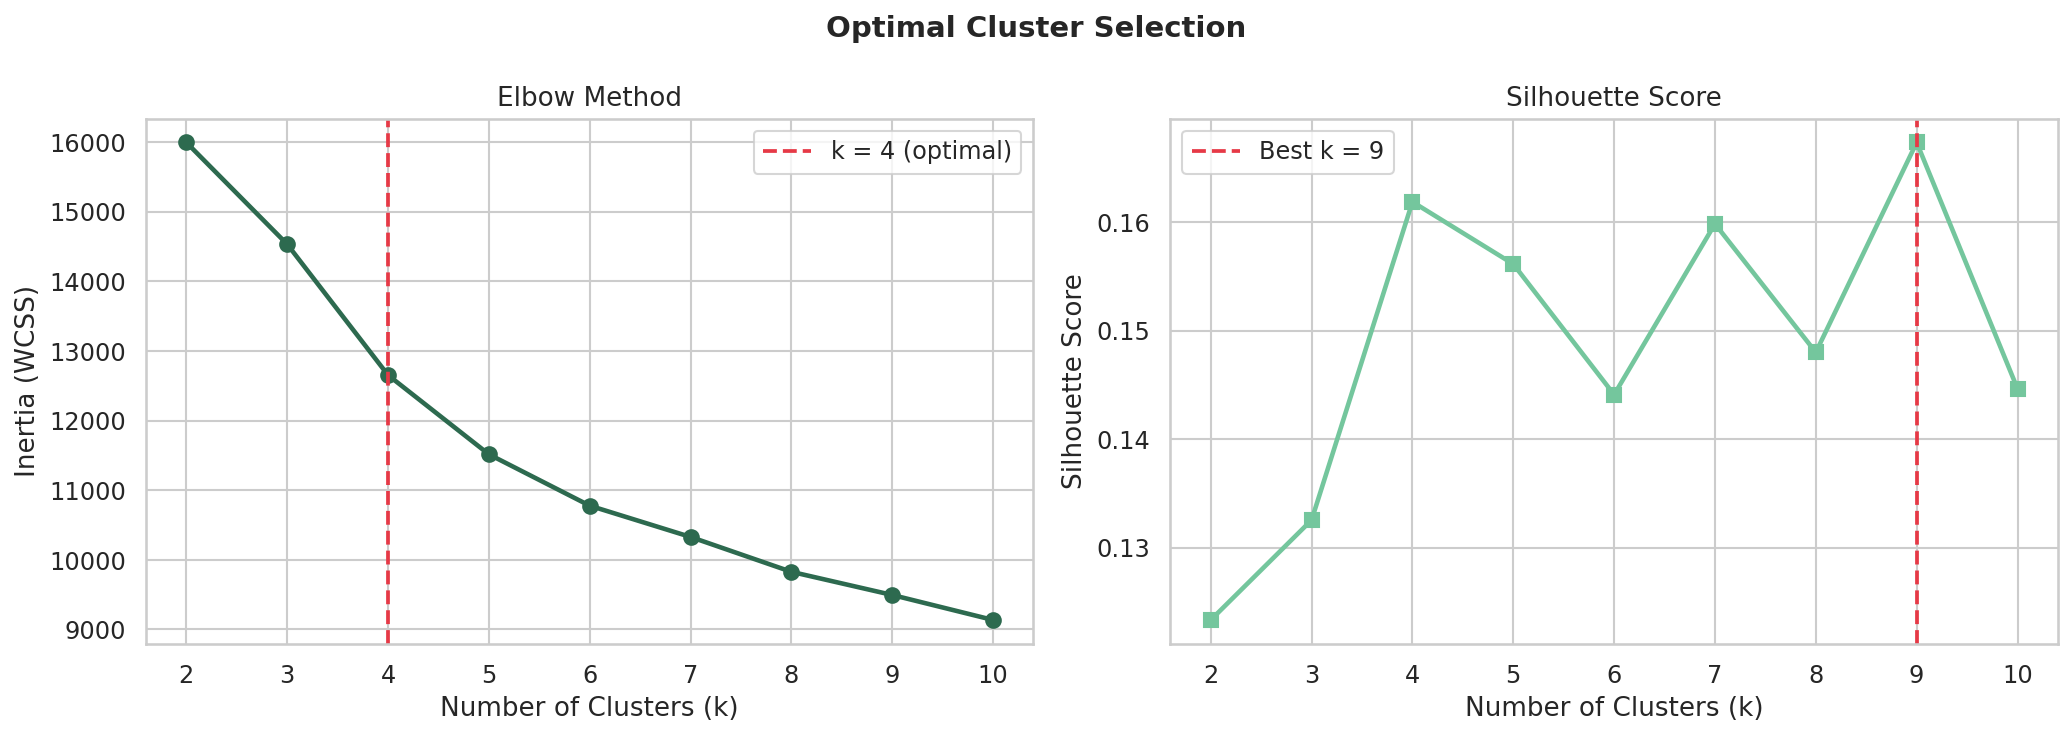 Optimal Cluster Selection
Elbow Method
k = 4 (optimal)
Inertia (WCSS)
16000
15000
14000
13000
12000
11000
10000
9000
2 3 4 5 6 7 8 9 10
Number of Clusters (k)
Silhouette Score
Best k = 9
Silhouette Score
0.16
0.15
0.14
0.13
2 3 4 5 6 7 8 9 10
Number of Clusters (k)